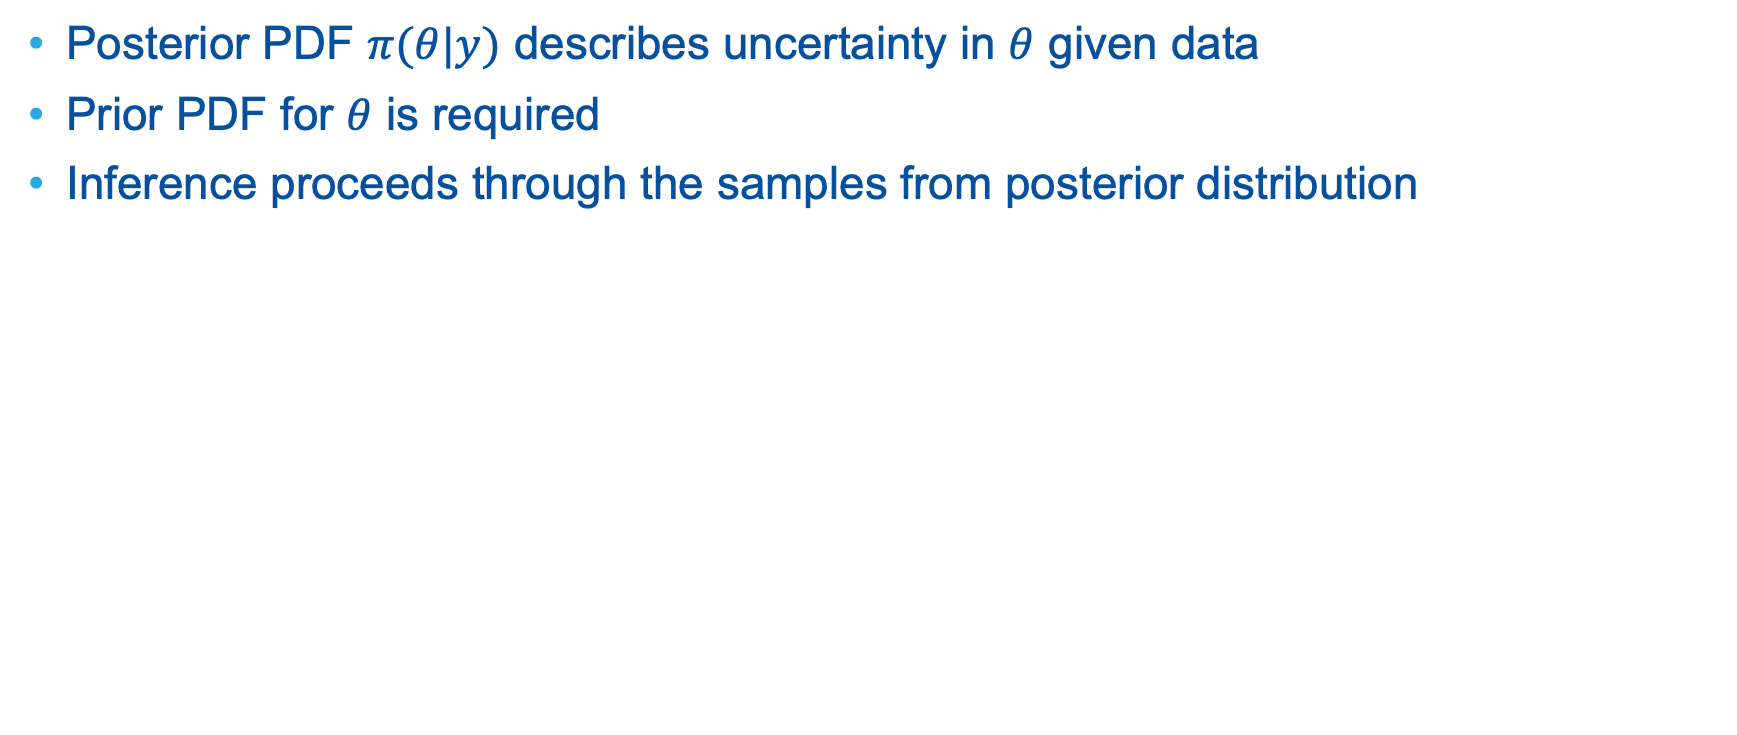 • Posterior PDF π(θ|y) describes uncertainty in θ given data
• Prior PDF for θ is required
• Inference proceeds through the samples from posterior distribution